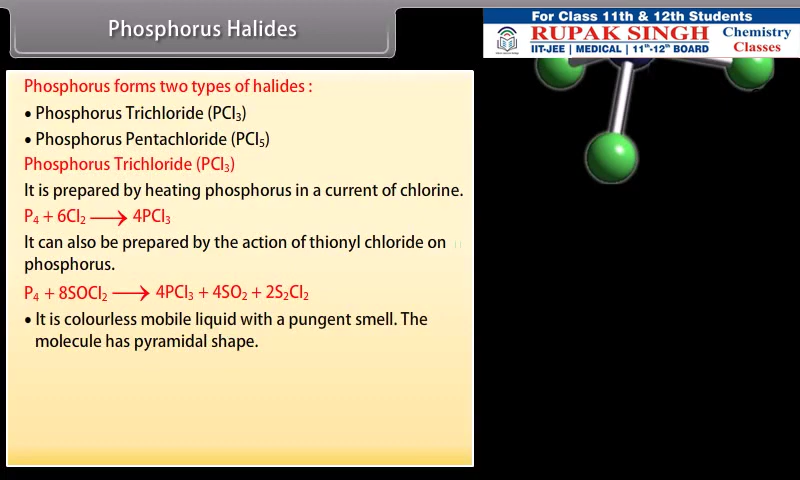 Phosphorus Halides
For Class 11th & 12th Students
RUPAK SINGH
IIT-JEE | MEDICAL | 11th-12th BOARD
Chemistry
Classes
Phosphorus forms two types of halides :
• Phosphorus Trichloride (PCl₃)
• Phosphorus Pentachloride (PCl₅)
Phosphorus Trichloride (PCl₃)
It is prepared by heating phosphorus in a current of chlorine.
P₄ + 6Cl₂ ⟶ 4PCl₃
It can also be prepared by the action of thionyl chloride on
phosphorus.
P₄ + 8SOCl₂ ⟶ 4PCl₃ + 4SO₂ + 2S₂Cl₂
• It is colourless mobile liquid with a pungent smell. The
molecule has pyramidal shape.